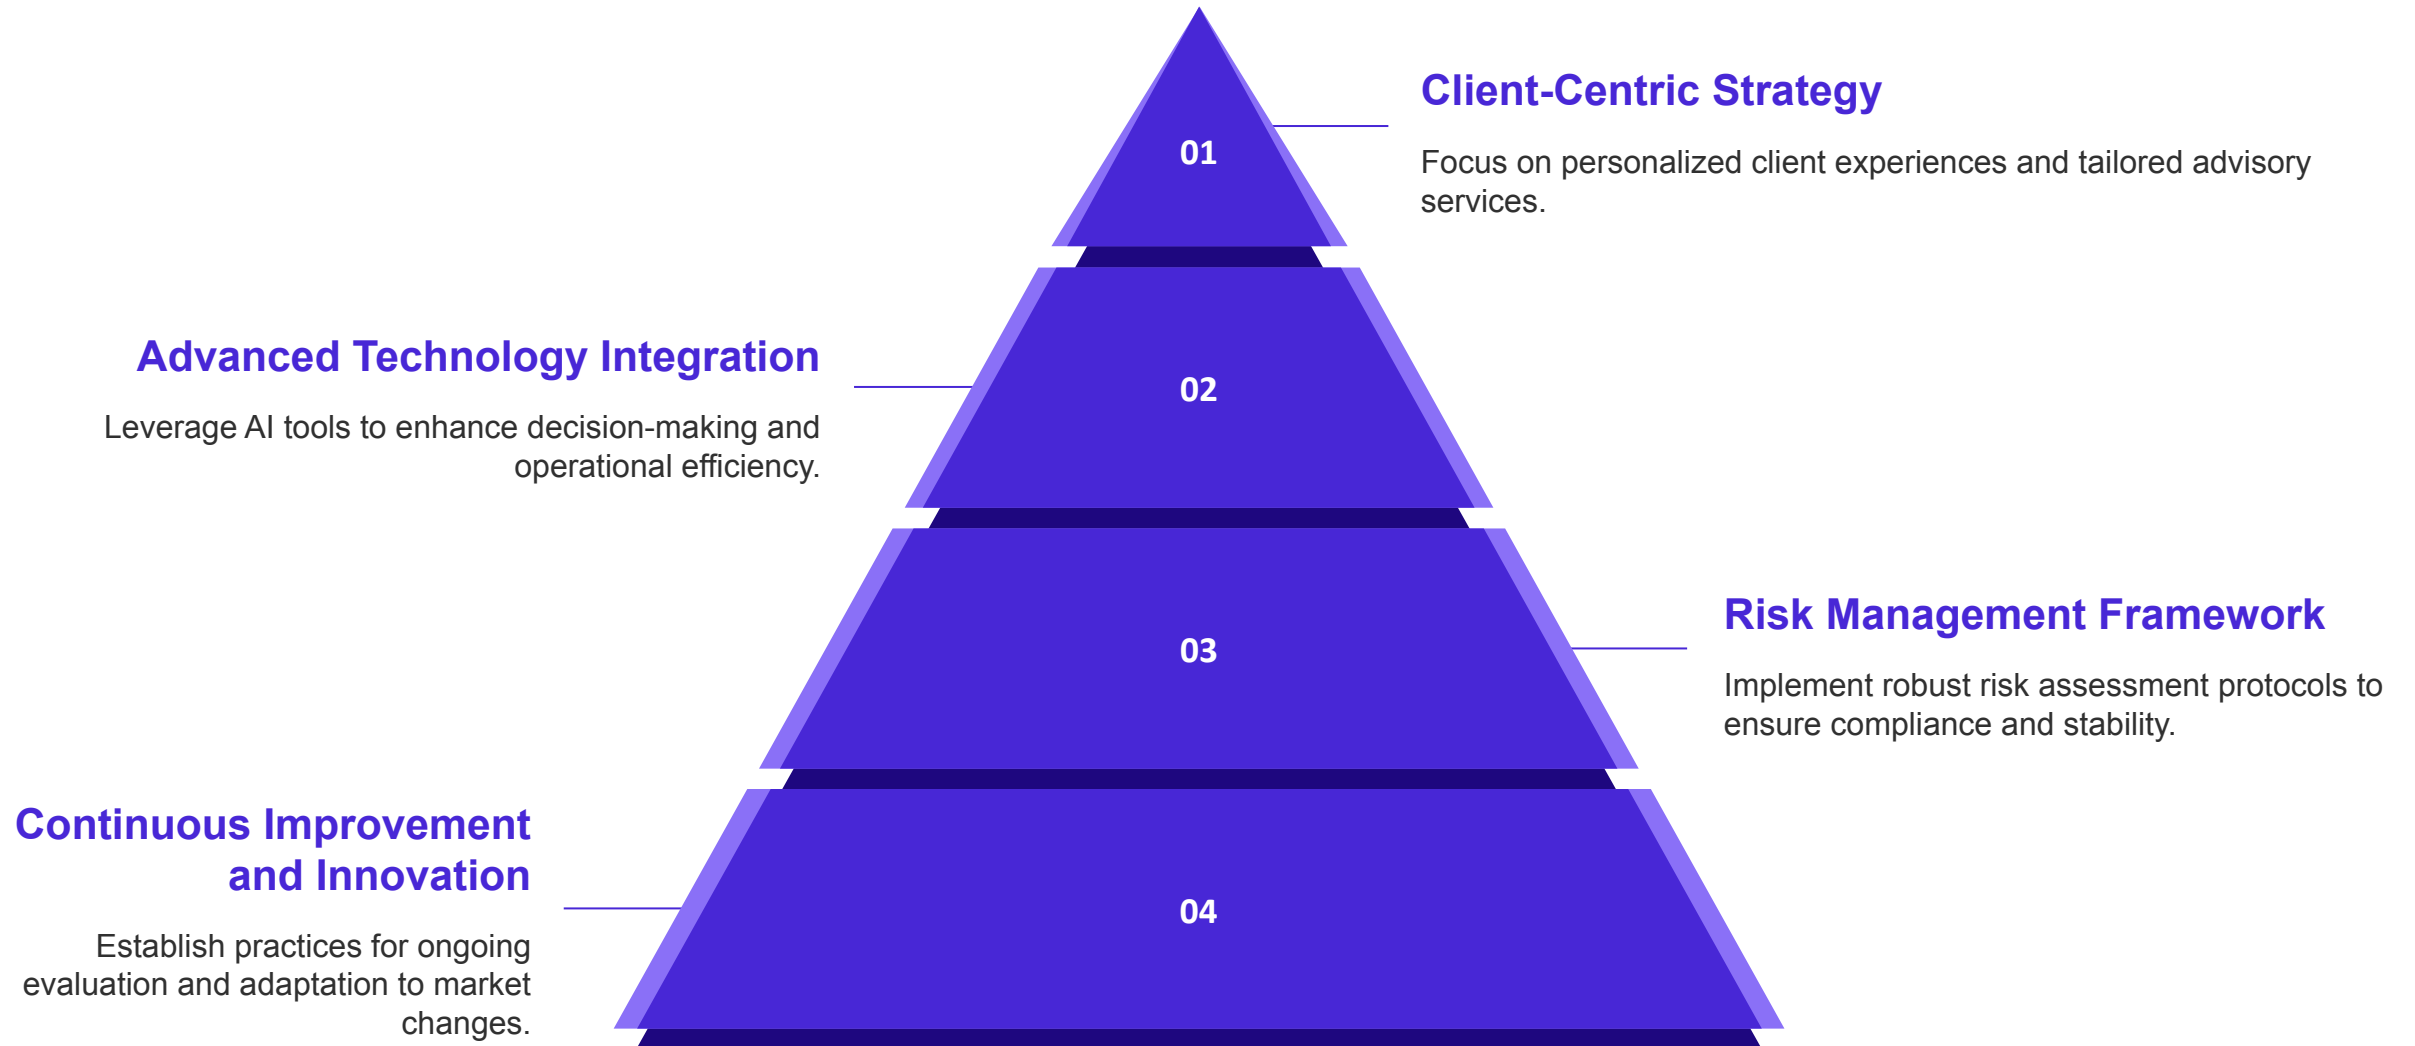 01
Client-Centric Strategy
Focus on personalized client experiences and tailored advisory
services.
Advanced Technology Integration
Leverage AI tools to enhance decision-making and
operational efficiency.
02
03
Risk Management Framework
Implement robust risk assessment protocols to
ensure compliance and stability.
Continuous Improvement
and Innovation
Establish practices for ongoing
evaluation and adaptation to market
changes.
04